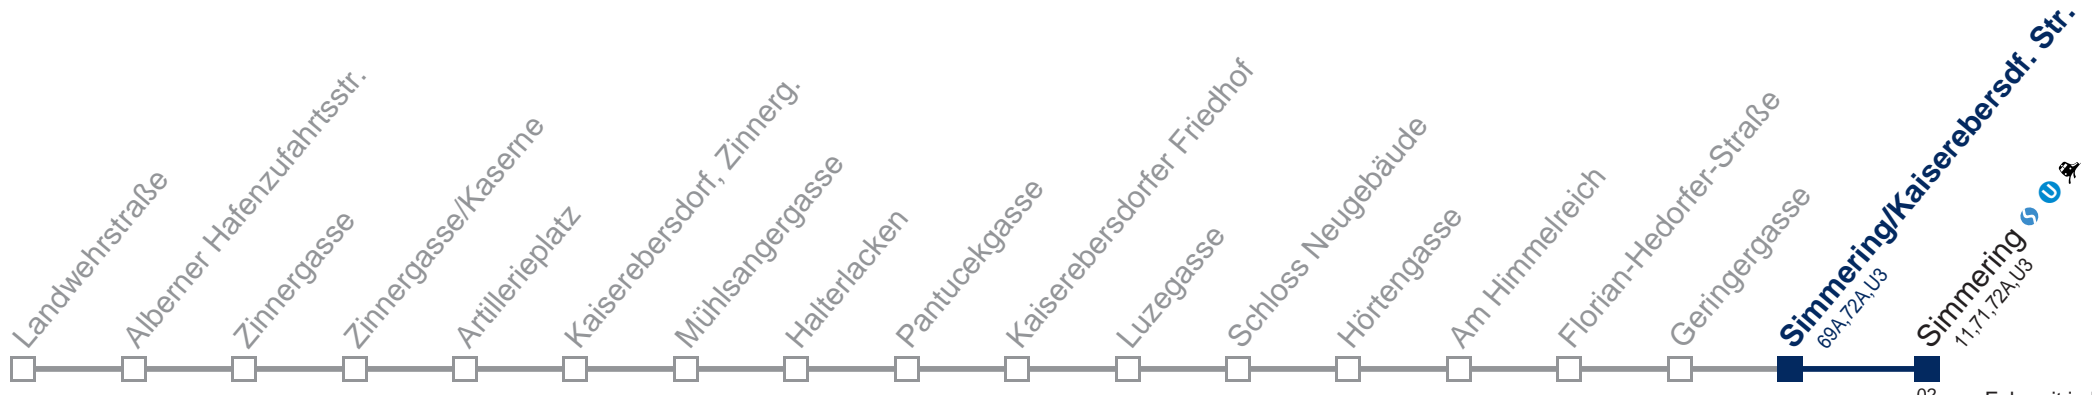 Landwehrstraße
Alberner Hafenzufahrtsstr.
Zinnergasse
Zinnergasse/Kaserne
Artillerieplatz
Kaiserebersdorf, Zinnerg.
Mühlsangergasse
Halterlacken
Pantucekgasse
Kaiserebersdorfer Friedhof
Luzegasse
Schloss Neugebäude
Hörtengasse
Am Himmelreich
Florian-Hedorfer-Straße
Geringergasse
Simmering/Kaiserebersdf. Str.
69A,72A,U3
Simmering S U
11,71,72A,U3